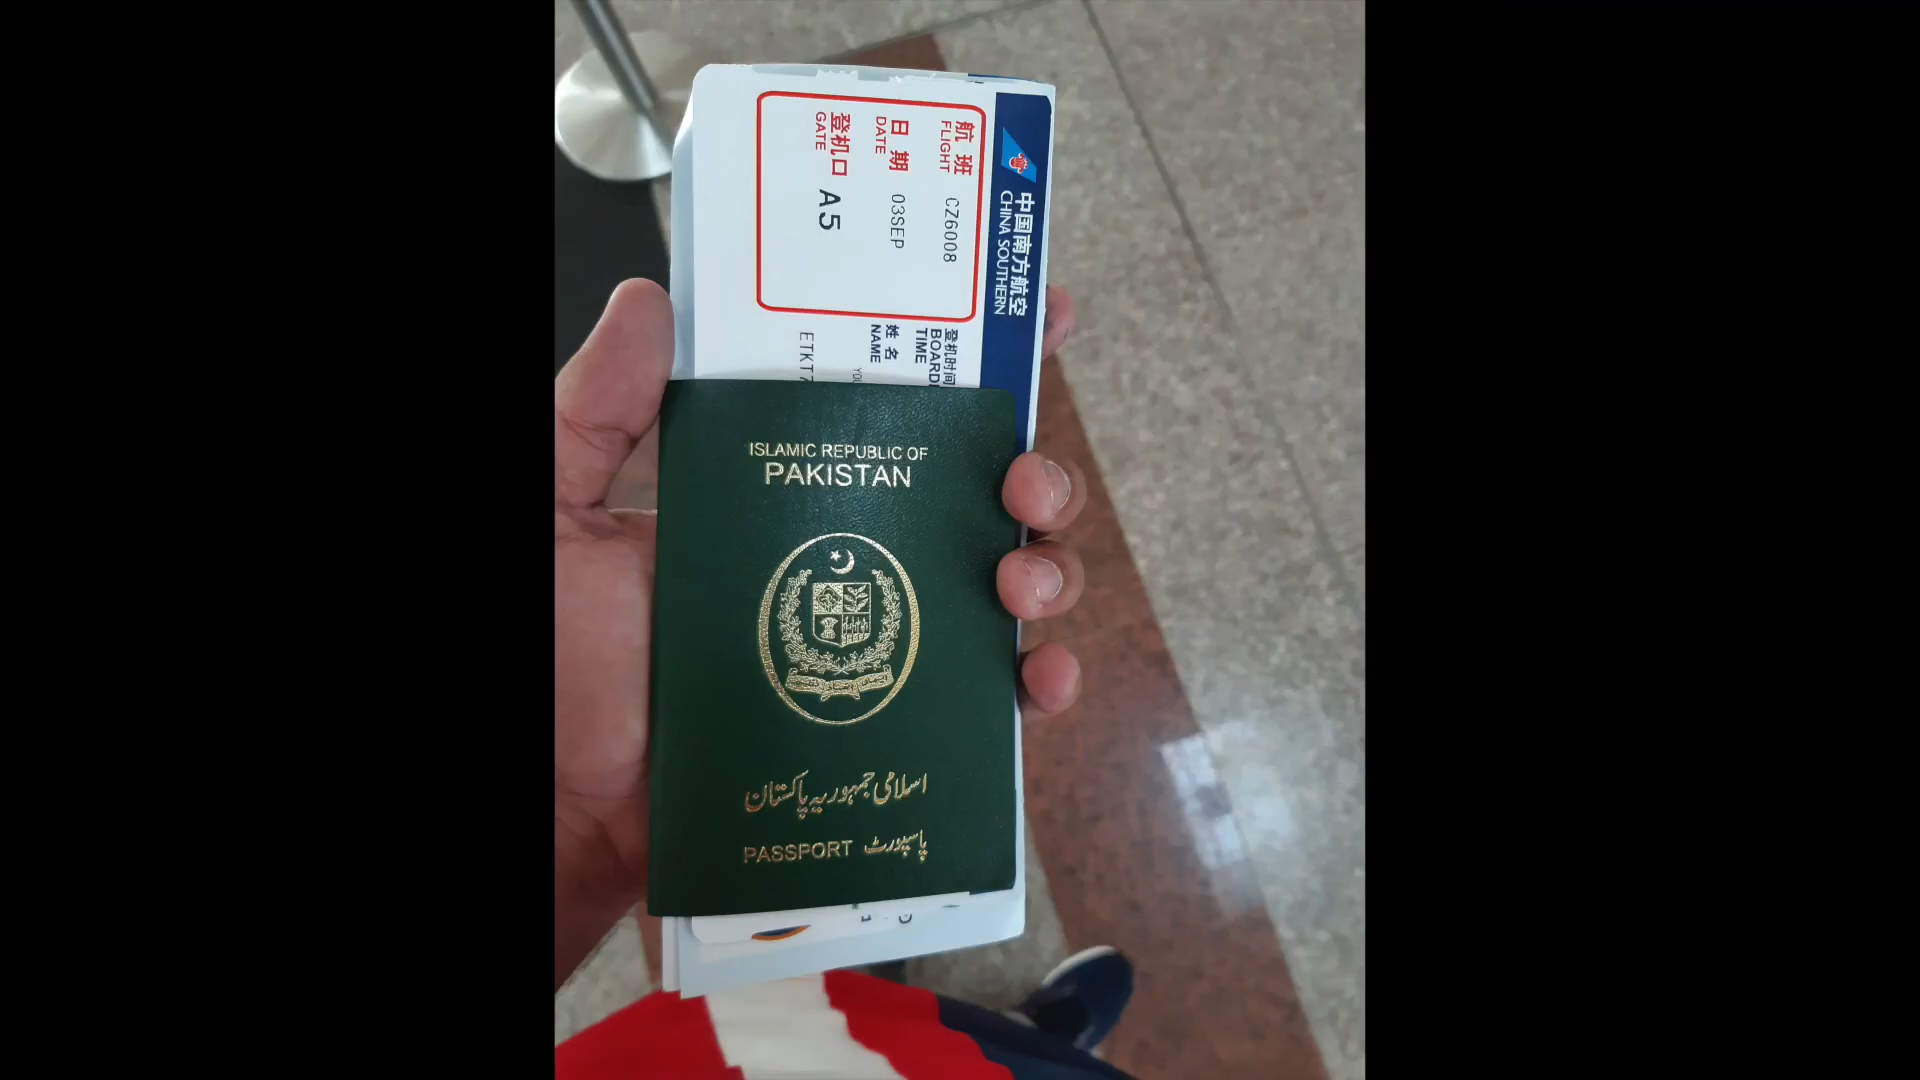 中国南方航空
CHINA SOUTHERN
航 班
FLIGHT
CZ6008
日 期
DATE
03SEP
登机口
GATE
A5
登机时间
TIME
姓 名
NAME
ISLAMIC REPUBLIC OF
PAKISTAN
اسلامی جمہوریہ پاکستان
PASSPORT پاسپورٹ